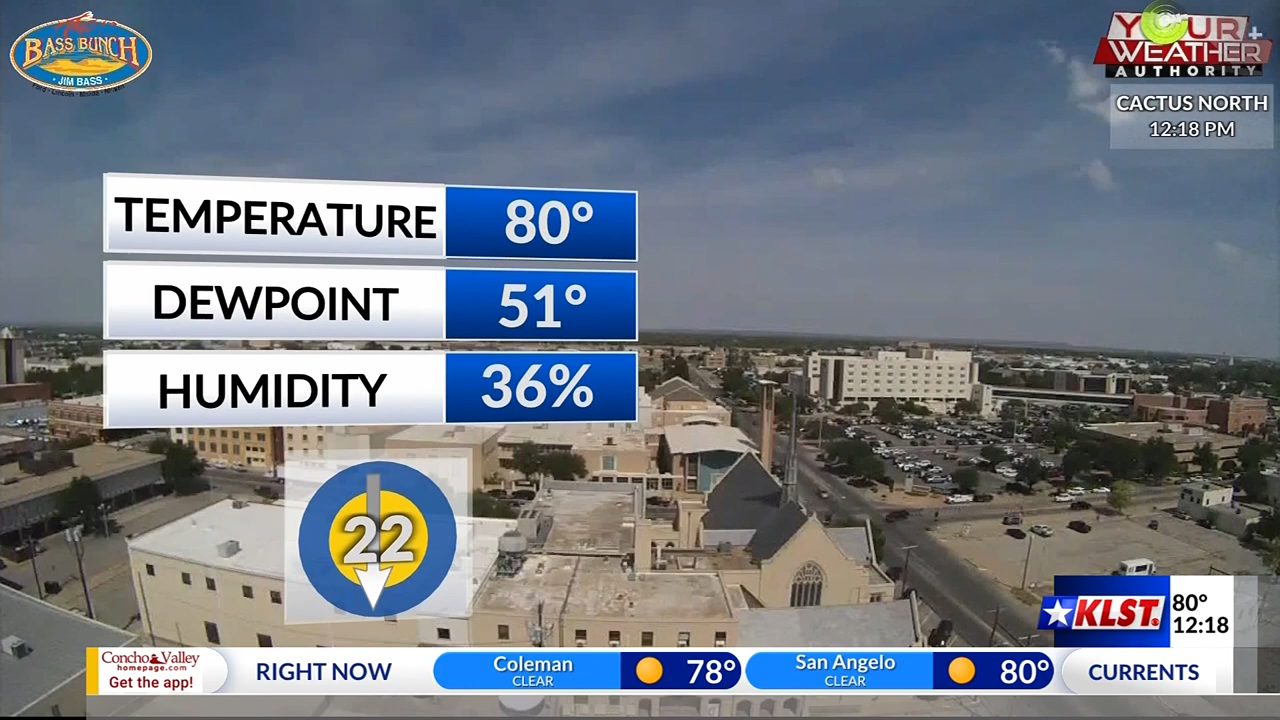 BASS BUNCH
• JIM BASS •
YOUR
WEATHER
AUTHORITY
CACTUS NORTH
12:18 PM
TEMPERATURE 80°
DEWPOINT 51°
HUMIDITY 36%
22
KLST
80°
12:18
Concho Valley
homepage.com
Get the app!
RIGHT NOW
Coleman
CLEAR
78°
San Angelo
CLEAR
80°
CURRENTS